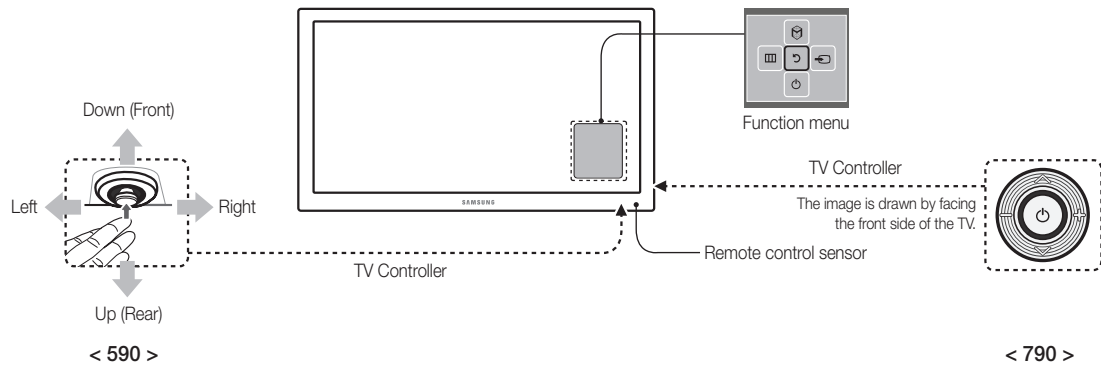 Function menu
Down (Front)
Left
Right
Up (Rear)
SAMSUNG
TV Controller
TV Controller
The image is drawn by facing
the front side of the TV.
Remote control sensor
< 590 >
< 790 >